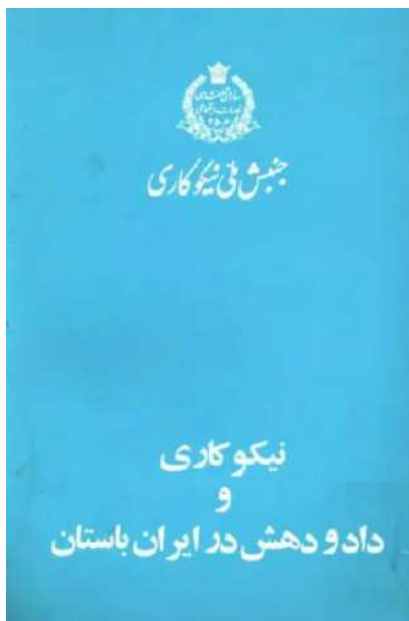 جنبش ملی نیکوکاری
نیکوکاری
و
داد و دهش در ایران باستان